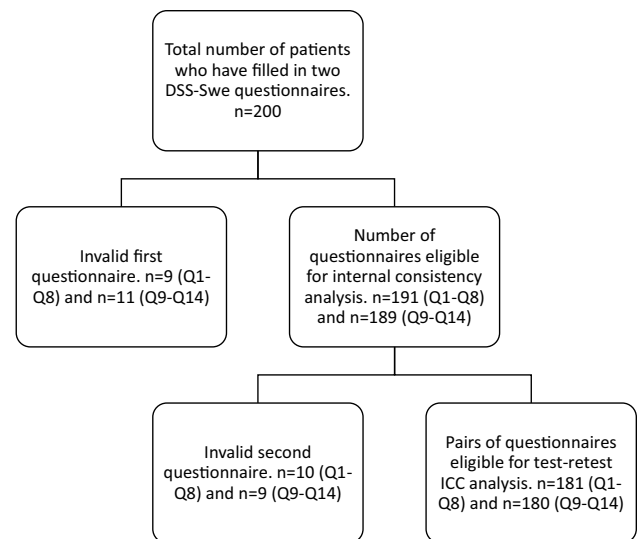 Total number of patients
who have filled in two
DSS-Swe questionnaires.
n=200
Invalid first
questionnaire. n=9 (Q1-
Q8) and n=11 (Q9-Q14)
Number of
questionnaires eligible
for internal consistency
analysis. n=191 (Q1-Q8)
and n=189 (Q9-Q14)
Invalid second
questionnaire. n=10 (Q1-
Q8) and n=9 (Q9-Q14)
Pairs of questionnaires
eligible for test-retest
ICC analysis. n=181 (Q1-
Q8) and n=180 (Q9-Q14)